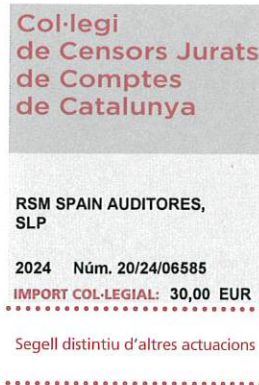 Col·legi
de Censors Jurats
de Comptes
de Catalunya
RSM SPAIN AUDITORES,
SLP
2024 Núm. 20/24/06585
IMPORT COL·LEGIAL: 30,00 EUR
Segell distintiu d'altres actuacions